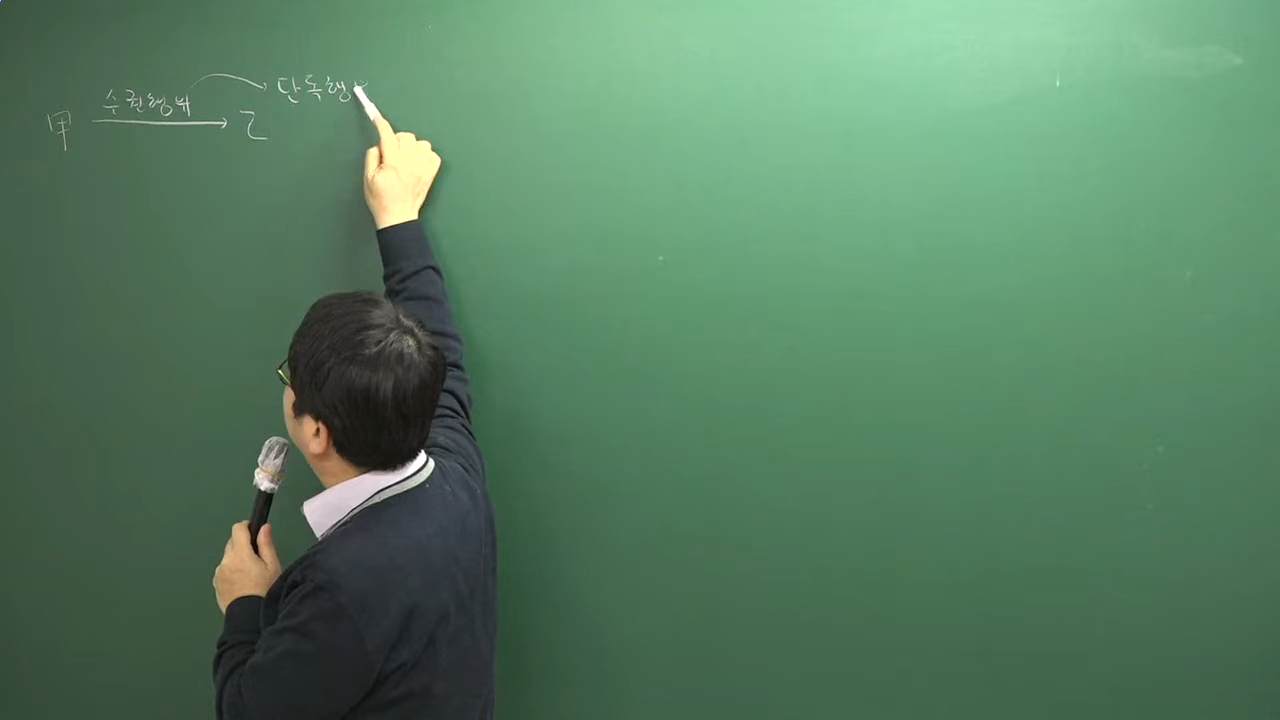 수권행위 → 단독행
甲 → 乙